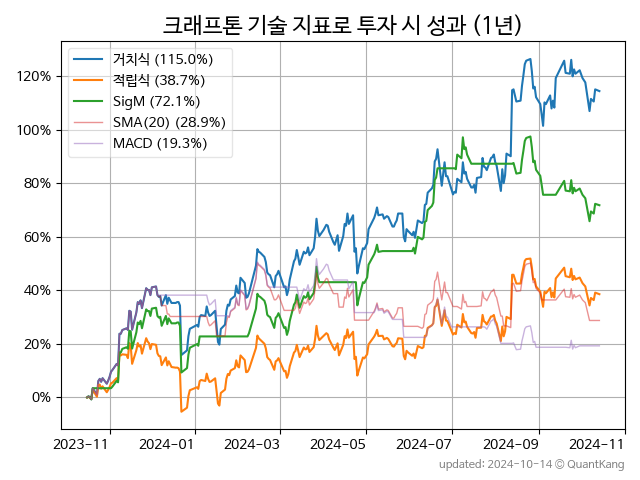 크래프톤 기술 지표로 투자 시 성과 (1년)
거치식 (115.0%)
적립식 (38.7%)
SigM (72.1%)
SMA(20) (28.9%)
MACD (19.3%)
120%
100%
80%
60%
40%
20%
0%
2023-11 2024-01 2024-03 2024-05 2024-07 2024-09 2024-11
updated: 2024-10-14 © QuantKang